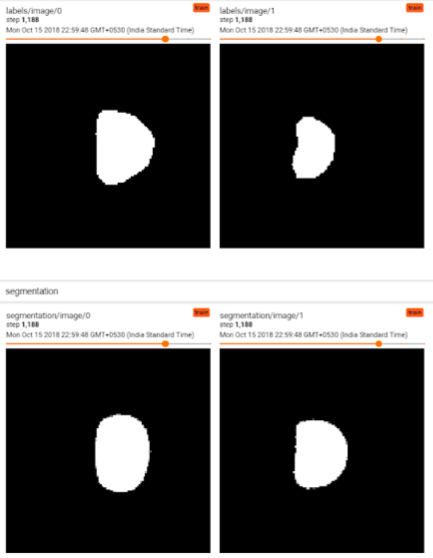 labels/image/0
step 1,188
Mon Oct 15 2018 22:59:48 GMT+0530 (India Standard Time)
train
labels/image/1
step 1,188
Mon Oct 15 2018 22:59:48 GMT+0530 (India Standard Time)
train
segmentation
segmentation/image/0
step 1,188
Mon Oct 15 2018 22:59:48 GMT+0530 (India Standard Time)
train
segmentation/image/1
step 1,188
Mon Oct 15 2018 22:59:48 GMT+0530 (India Standard Time)
train